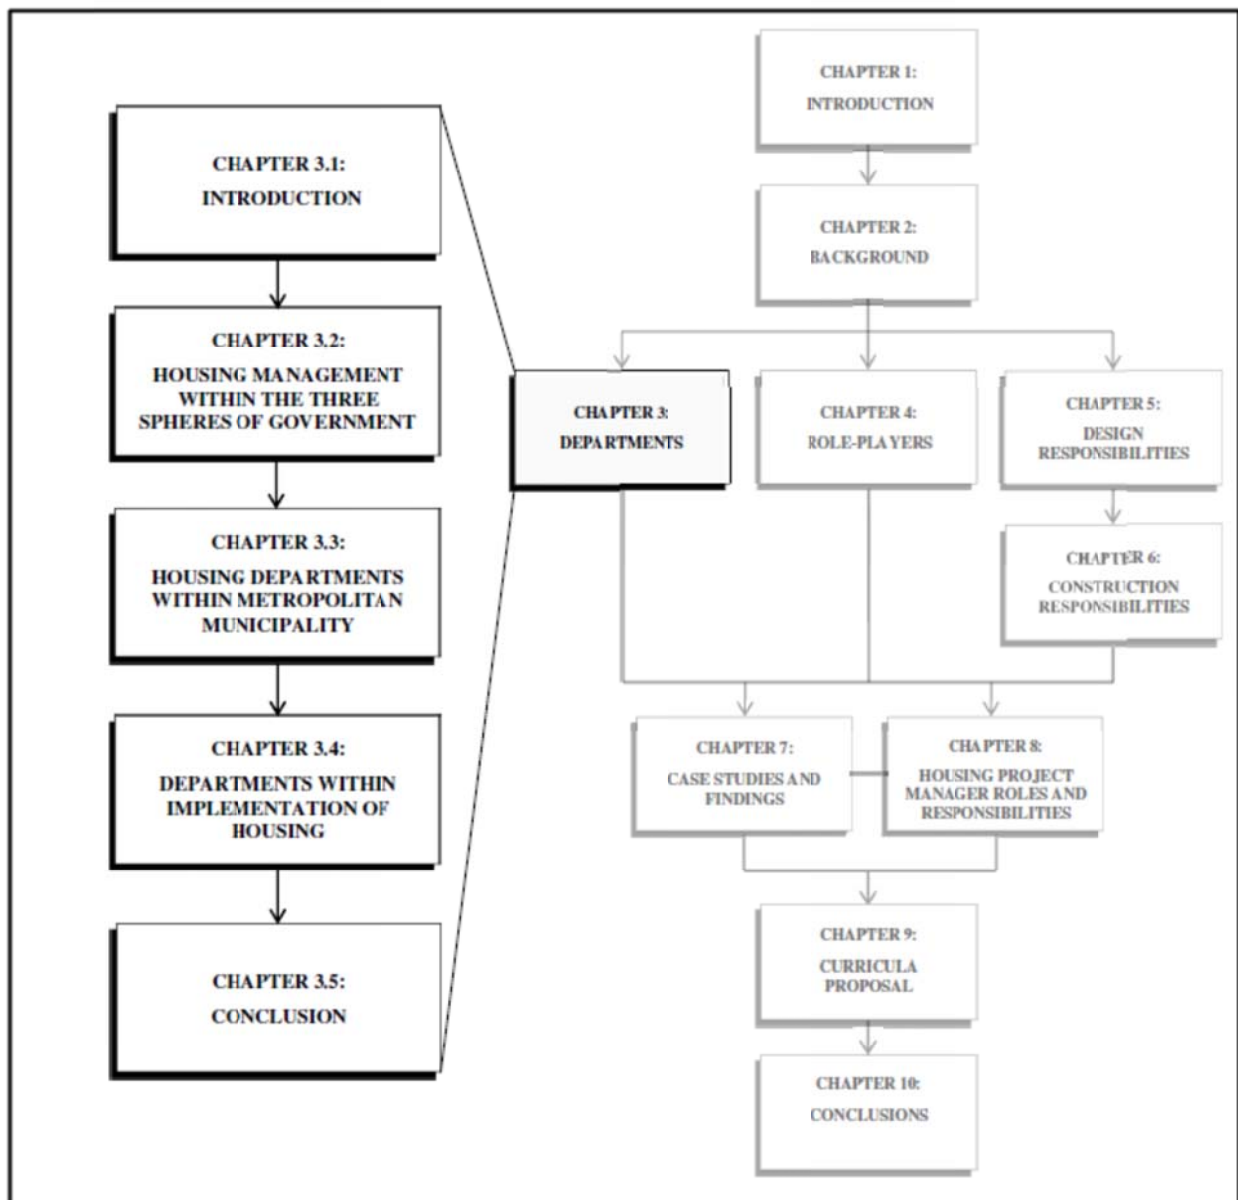 CHAPTER 3.1:
INTRODUCTION
CHAPTER 3.2:
HOUSING MANAGEMENT
WITHIN THE THREE
SPHERES OF GOVERNMENT
CHAPTER 3.3:
HOUSING DEPARTMENTS
WITHIN METROPOLITAN
MUNICIPALITY
CHAPTER 3.4:
DEPARTMENTS WITHIN
IMPLEMENTATION OF
HOUSING
CHAPTER 3.5:
CONCLUSION
CHAPTER 1:
INTRODUCTION
CHAPTER 2:
BACKGROUND
CHAPTER 3:
DEPARTMENTS
CHAPTER 4:
ROLE-PLAYERS
CHAPTER 5:
DESIGN
RESPONSIBILITIES
CHAPTER 6:
CONSTRUCTION
RESPONSIBILITIES
CHAPTER 7:
CASE STUDIES AND
FINDINGS
CHAPTER 8:
HOUSING PROJECT
MANAGER ROLES AND
RESPONSIBILITIES
CHAPTER 9:
CURRICULA
PROPOSAL
CHAPTER 10:
CONCLUSIONS